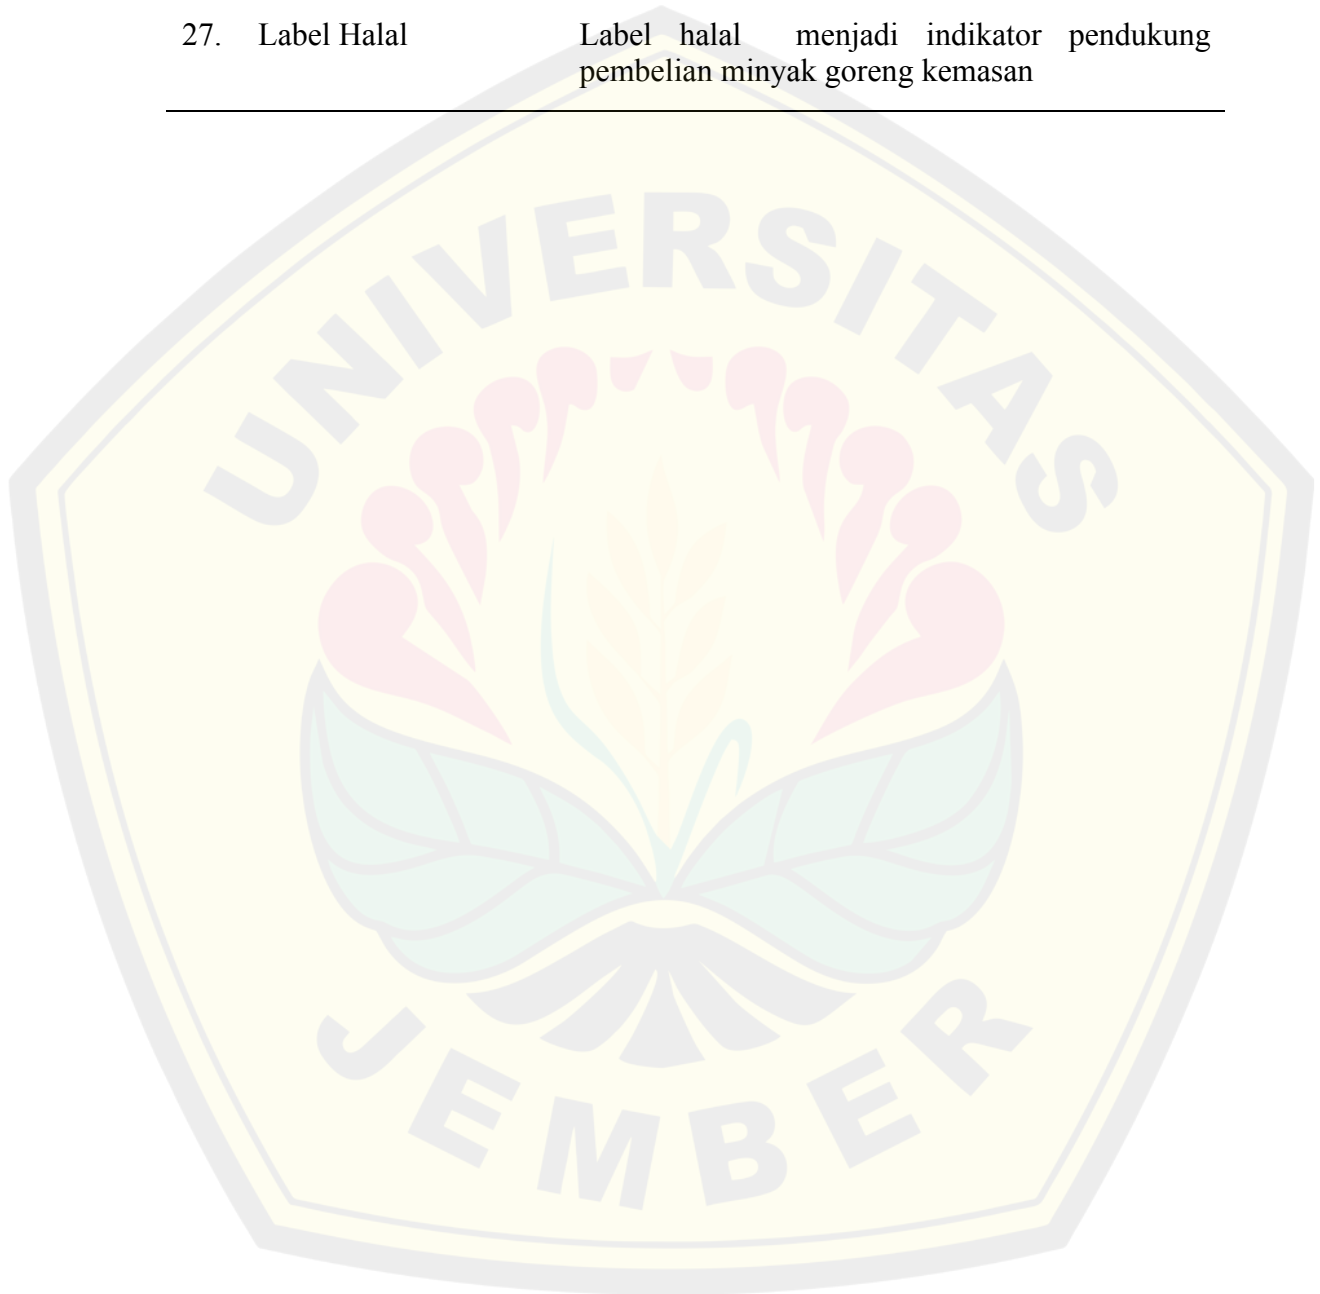 27. Label Halal Label halal menjadi indikator pendukung
pembelian minyak goreng kemasan
UNIVERSITAS
JEMBER